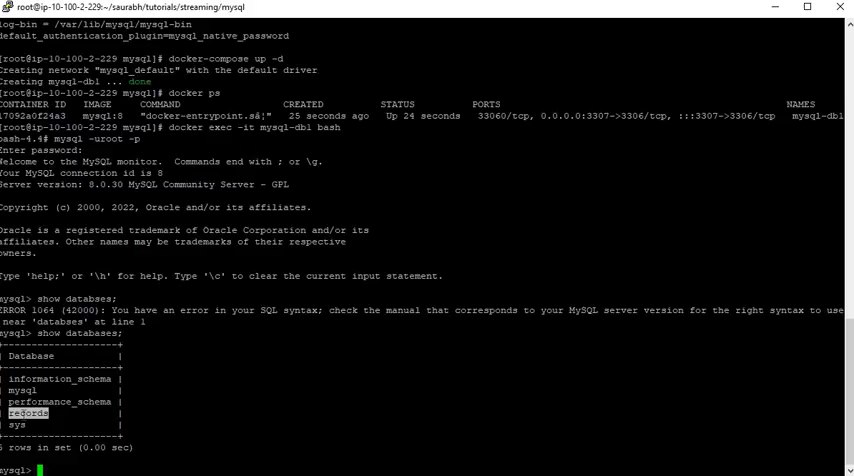 root@ip-10-100-2-229:~/saurabh/tutorials/streaming/mysql
log-bin = /var/lib/mysql/mysql-bin
default_authentication_plugin=mysql_native_password
[root@ip-10-100-2-229 mysql]# docker-compose up -d
Creating network "mysql_default" with the default driver
Creating mysql-db1 ... done
[root@ip-10-100-2-229 mysql]# docker ps
CONTAINER ID IMAGE COMMAND CREATED STATUS PORTS NAMES
17092a0f24a3 mysql:8 "docker-entrypoint.sâ¦" 25 seconds ago Up 24 seconds 33060/tcp, 0.0.0.0:3307->3306/tcp, :::3307->3306/tcp mysql-db1
[root@ip-10-100-2-229 mysql]# docker exec -it mysql-db1 bash
bash-4.4# mysql -uroot -p
Enter password:
Welcome to the MySQL monitor. Commands end with ; or \g.
Your MySQL connection id is 8
Server version: 8.0.30 MySQL Community Server - GPL
Copyright (c) 2000, 2022, Oracle and/or its affiliates.
Oracle is a registered trademark of Oracle Corporation and/or its
affiliates. Other names may be trademarks of their respective
owners.
Type 'help;' or '\h' for help. Type '\c' to clear the current input statement.
mysql> show databses;
ERROR 1064 (42000): You have an error in your SQL syntax; check the manual that corresponds to your MySQL server version for the right syntax to use
near 'databses' at line 1
mysql> show databases;
+--------------------+
| Database |
+--------------------+
| information_schema |
| mysql |
| performance_schema |
| records |
| sys |
+--------------------+
5 rows in set (0.00 sec)
mysql>